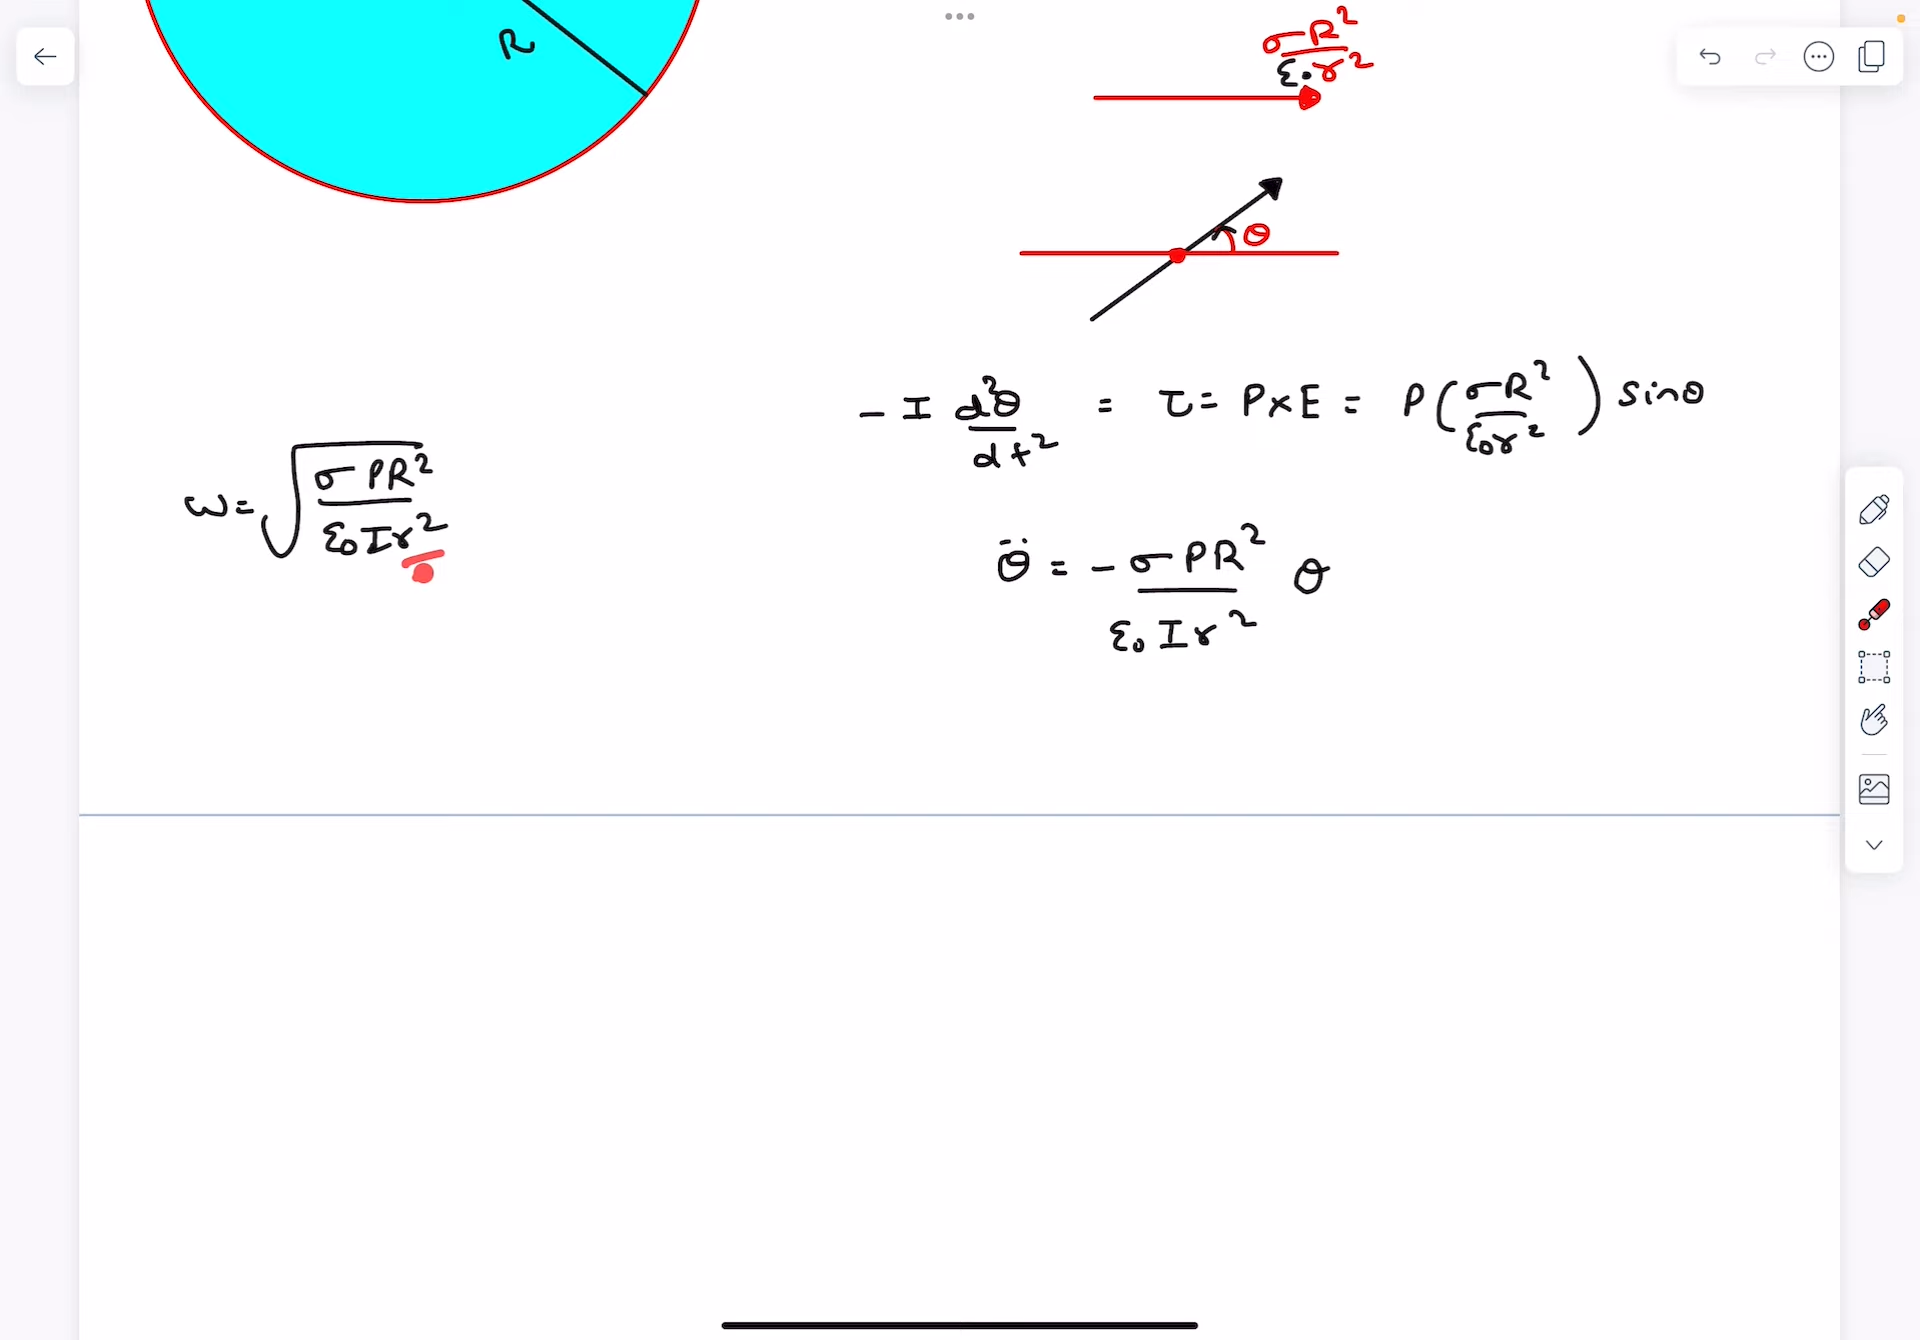 R
σR²/ε₀r²
θ
-I d²θ/dt² = τ = P×E = P(σR²/ε₀r²) sinθ
ω = √(σPR²/ε₀Ir²)
θ̈ = -σPR²/ε₀Ir² θ